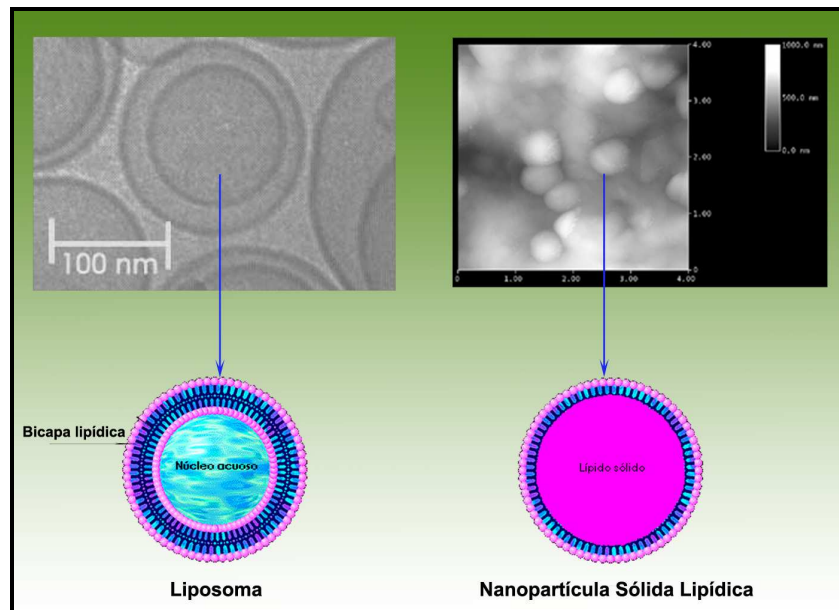 100 nm
1000.0 nm
500.0 nm
0.0 nm
4.00
3.00
2.00
1.00
0
0
1.00
2.00
3.00
4.00
Bicapa lipídica
Núcleo acuoso
Lípido sólido
Liposoma
Nanopartícula Sólida Lipídica